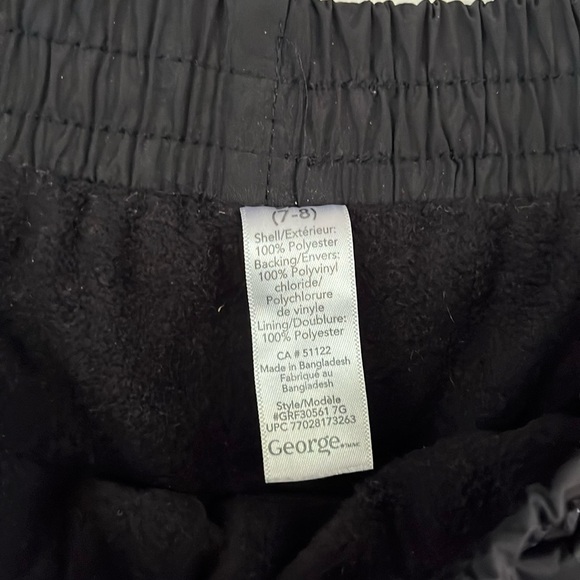 (7-8)
Shell/Extérieur:
100% Polyester
Backing/Envers:
100% Polyvinyl
chloride/
Polychlorure
de vinyle
Lining/Doublure:
100% Polyester
CA # 51122
Made in Bangladesh
Fabriqué au
Bangladesh
Style/Modèle
#GRF30561 7G
UPC 77028173263
George